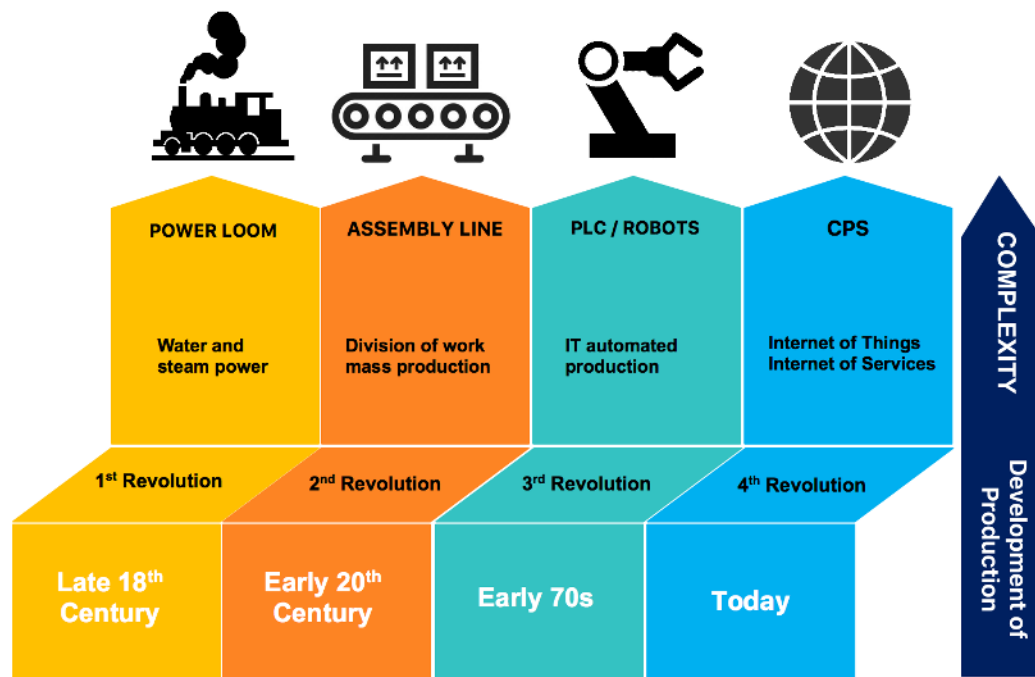 POWER LOOM
ASSEMBLY LINE
PLC / ROBOTS
CPS
Water and
steam power
Division of work
mass production
IT automated
production
Internet of Things
Internet of Services
1st Revolution
2nd Revolution
3rd Revolution
4th Revolution
Late 18th
Century
Early 20th
Century
Early 70s
Today
COMPLEXITY
Development of
Production